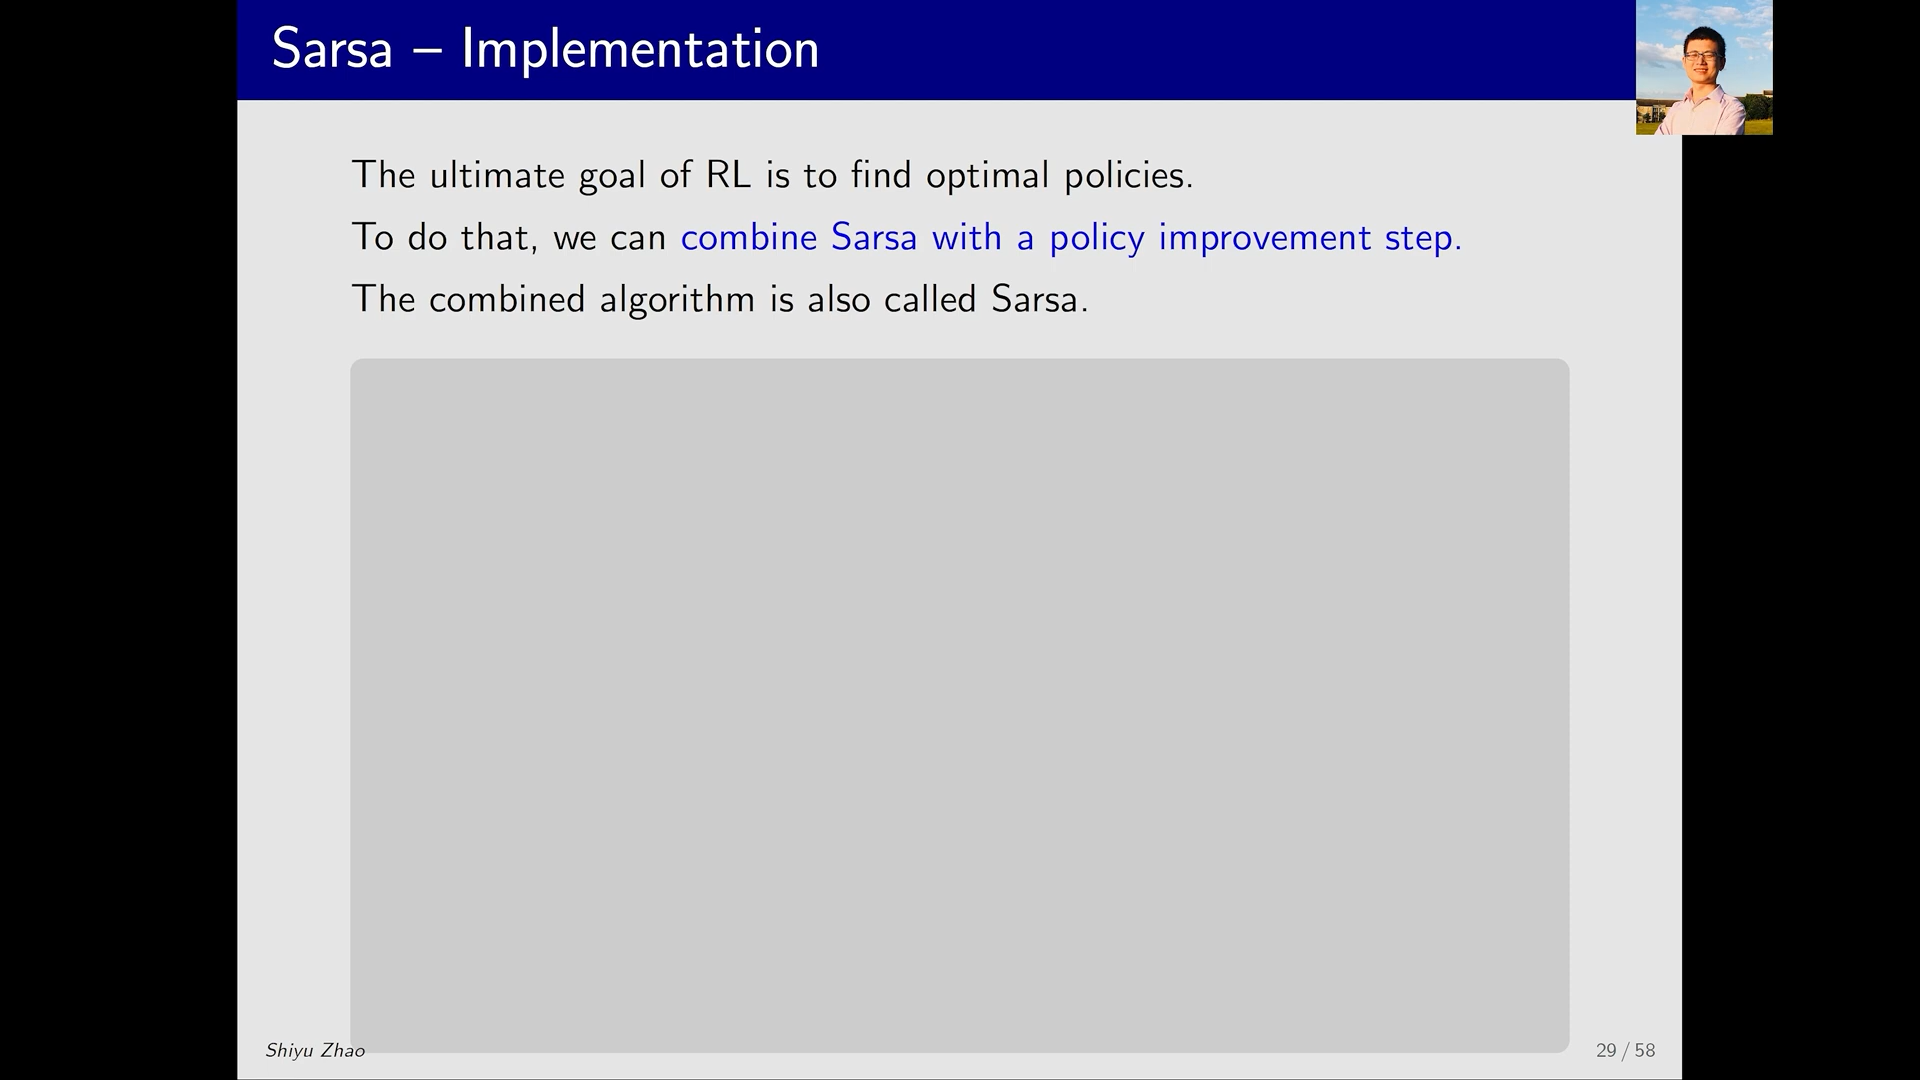 Sarsa – Implementation
The ultimate goal of RL is to find optimal policies.
To do that, we can combine Sarsa with a policy improvement step.
The combined algorithm is also called Sarsa.
Shiyu Zhao
29 / 58